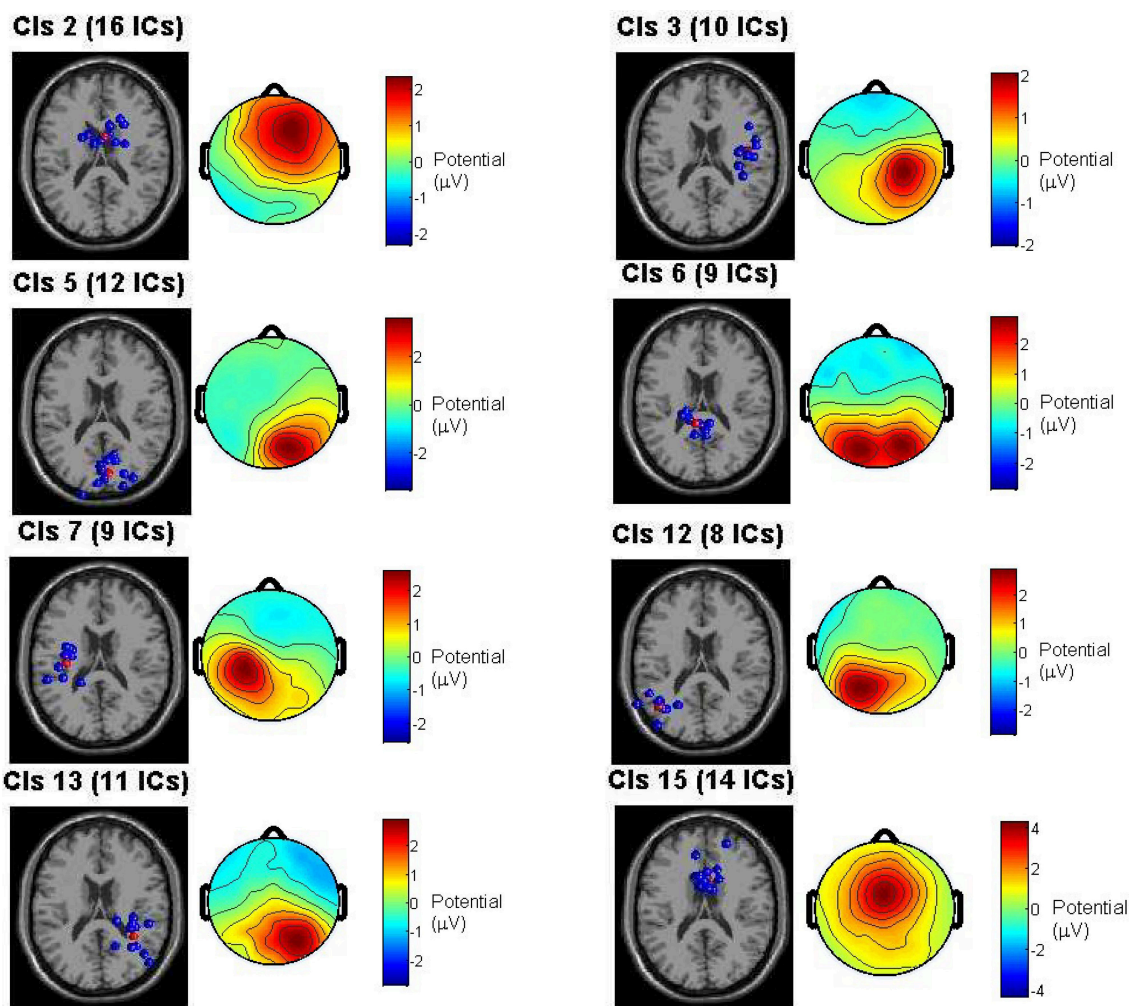 Cls 2 (16 ICs)
2
1
0
-1
-2
Potential
(μV)
Cls 3 (10 ICs)
2
1
0
-1
-2
Potential
(μV)
Cls 5 (12 ICs)
2
0
-2
Potential
(μV)
Cls 6 (9 ICs)
2
1
0
-1
-2
Potential
(μV)
Cls 7 (9 ICs)
2
1
0
-1
-2
Potential
(μV)
Cls 12 (8 ICs)
2
1
0
-1
-2
Potential
(μV)
Cls 13 (11 ICs)
2
1
0
-1
-2
Potential
(μV)
Cls 15 (14 ICs)
4
2
0
-2
-4
Potential
(μV)